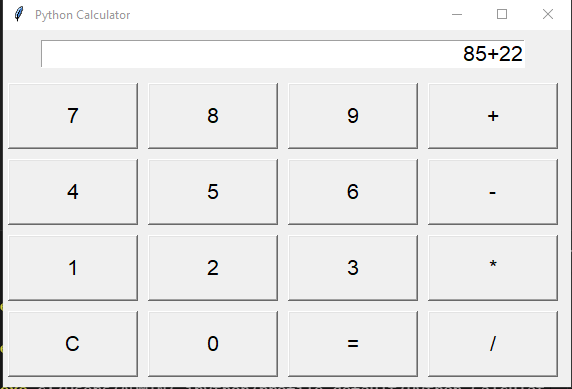 Python Calculator
85+22
7 8 9 +
4 5 6 -
1 2 3 *
C 0 = /